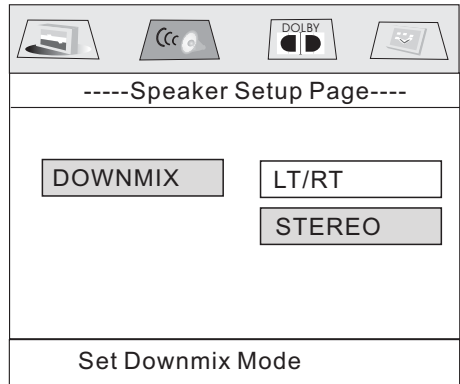 DOLBY
-----Speaker Setup Page----
DOWNMIX
LT/RT
STEREO
Set Downmix Mode